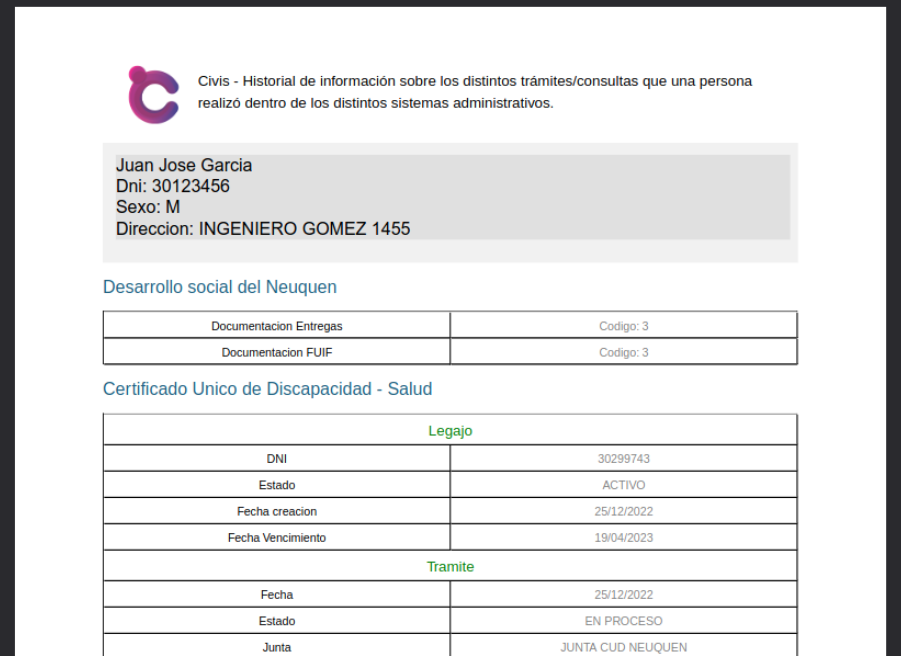 Civis - Historial de información sobre los distintos trámites/consultas que una persona
realizó dentro de los distintos sistemas administrativos.
Juan Jose Garcia
Dni: 30123456
Sexo: M
Direccion: INGENIERO GOMEZ 1455
Desarrollo social del Neuquen
Documentacion Entregas Codigo: 3
Documentacion FUIF Codigo: 3
Certificado Unico de Discapacidad - Salud
Legajo
DNI 30299743
Estado ACTIVO
Fecha creacion 25/12/2022
Fecha Vencimiento 19/04/2023
Tramite
Fecha 25/12/2022
Estado EN PROCESO
Junta JUNTA CUD NEUQUEN